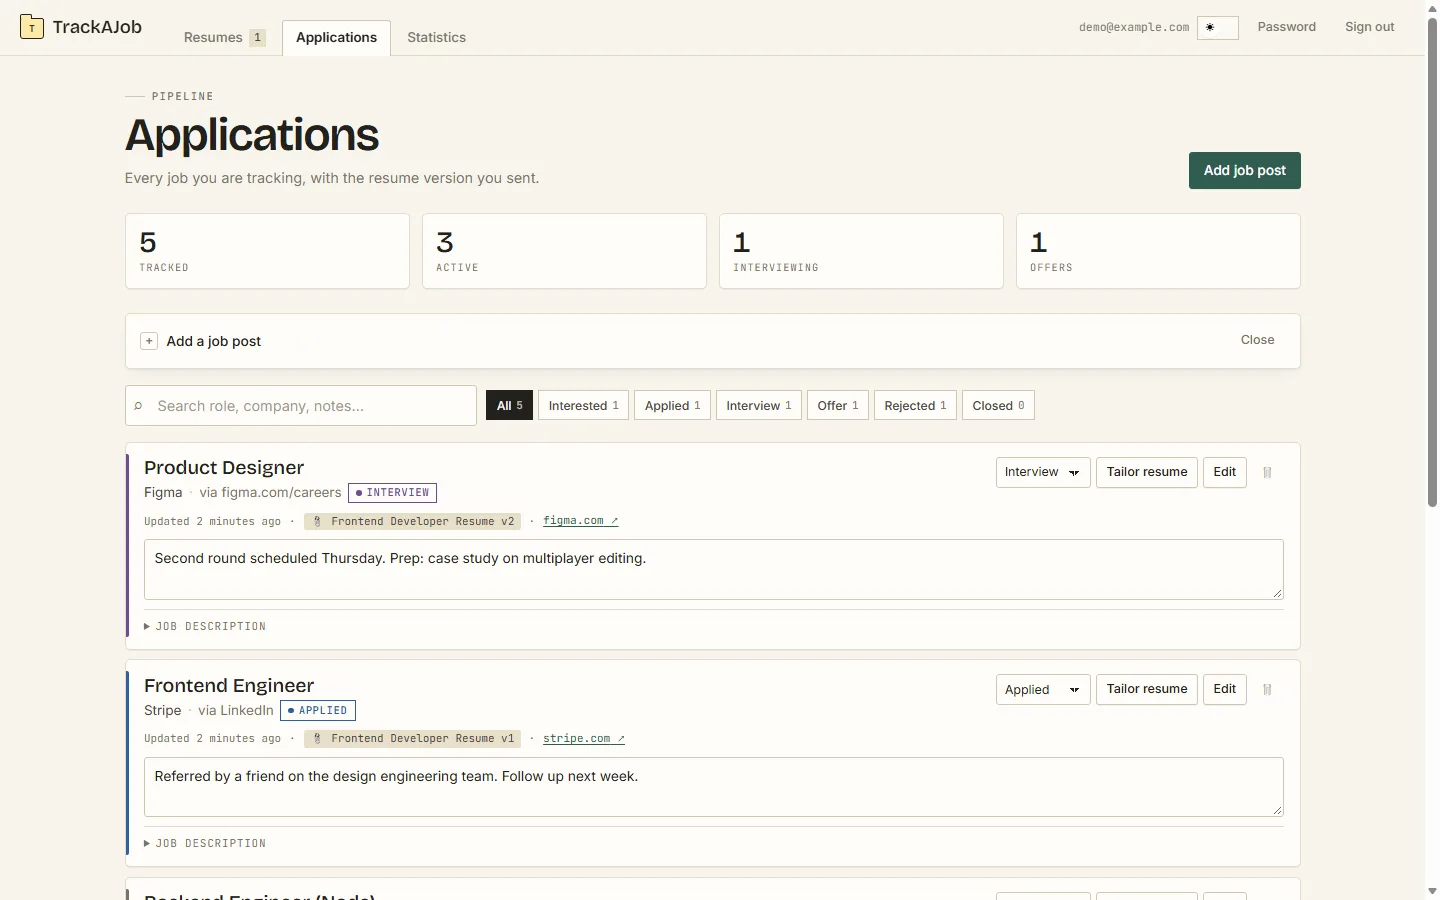 T TrackAJob Resumes 1 Applications Statistics demo@example.com Password Sign out
PIPELINE
Applications
Every job you are tracking, with the resume version you sent.
Add job post
5 3 1 1
TRACKED ACTIVE INTERVIEWING OFFERS
+ Add a job post Close
Search role, company, notes...
All 5 Interested 1 Applied 1 Interview 1 Offer 1 Rejected 1 Closed 0
Product Designer Interview Tailor resume Edit
Figma · via figma.com/careers INTERVIEW
Updated 2 minutes ago · Frontend Developer Resume v2 · figma.com ↗
Second round scheduled Thursday. Prep: case study on multiplayer editing.
JOB DESCRIPTION
Frontend Engineer Applied Tailor resume Edit
Stripe · via LinkedIn APPLIED
Updated 2 minutes ago · Frontend Developer Resume v1 · stripe.com ↗
Referred by a friend on the design engineering team. Follow up next week.
JOB DESCRIPTION
Backend Engineer (Node)